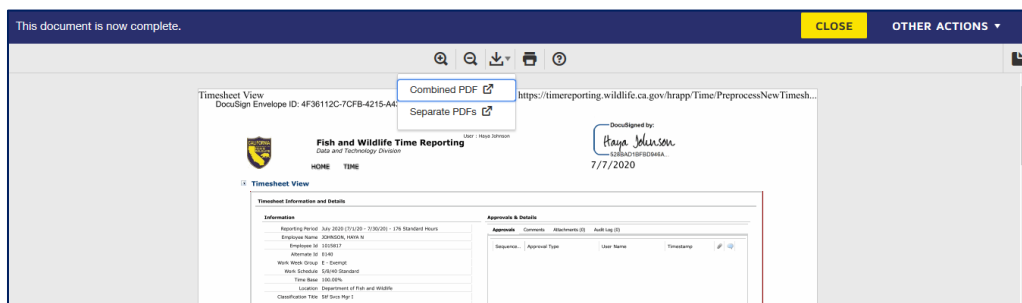 This document is now complete.
CLOSE
OTHER ACTIONS
Combined PDF
Separate PDFs
Timesheet View
https://timereporting.wildlife.ca.gov/hrapp/Time/PreprocessNewTimesh...
DocuSign Envelope ID: 4F36112C-7CFB-4215-A4
User : Haya Johnson
DocuSigned by:
Fish and Wildlife Time Reporting
Data and Technology Division
Haya Johnson
7/7/2020
HOME TIME
Timesheet View
Timesheet Information and Details
Information
Approvals & Details
Reporting Period July 2020 (7/1/20 - 7/30/20) - 176 Standard Hours
Approvals Comments Attachments (0) Audit Log (0)
Employee Name JOHNSON, HAYA N
Employee Id 1015817
Sequence... Approval Type User Name Timestamp
Alternate Id E140
Work Week Group E - Exempt
Work Schedule 5/8/40 Standard
Time Base 100.00%
Location Department of Fish and Wildlife
Classification Title Stf Svcs Mgr I